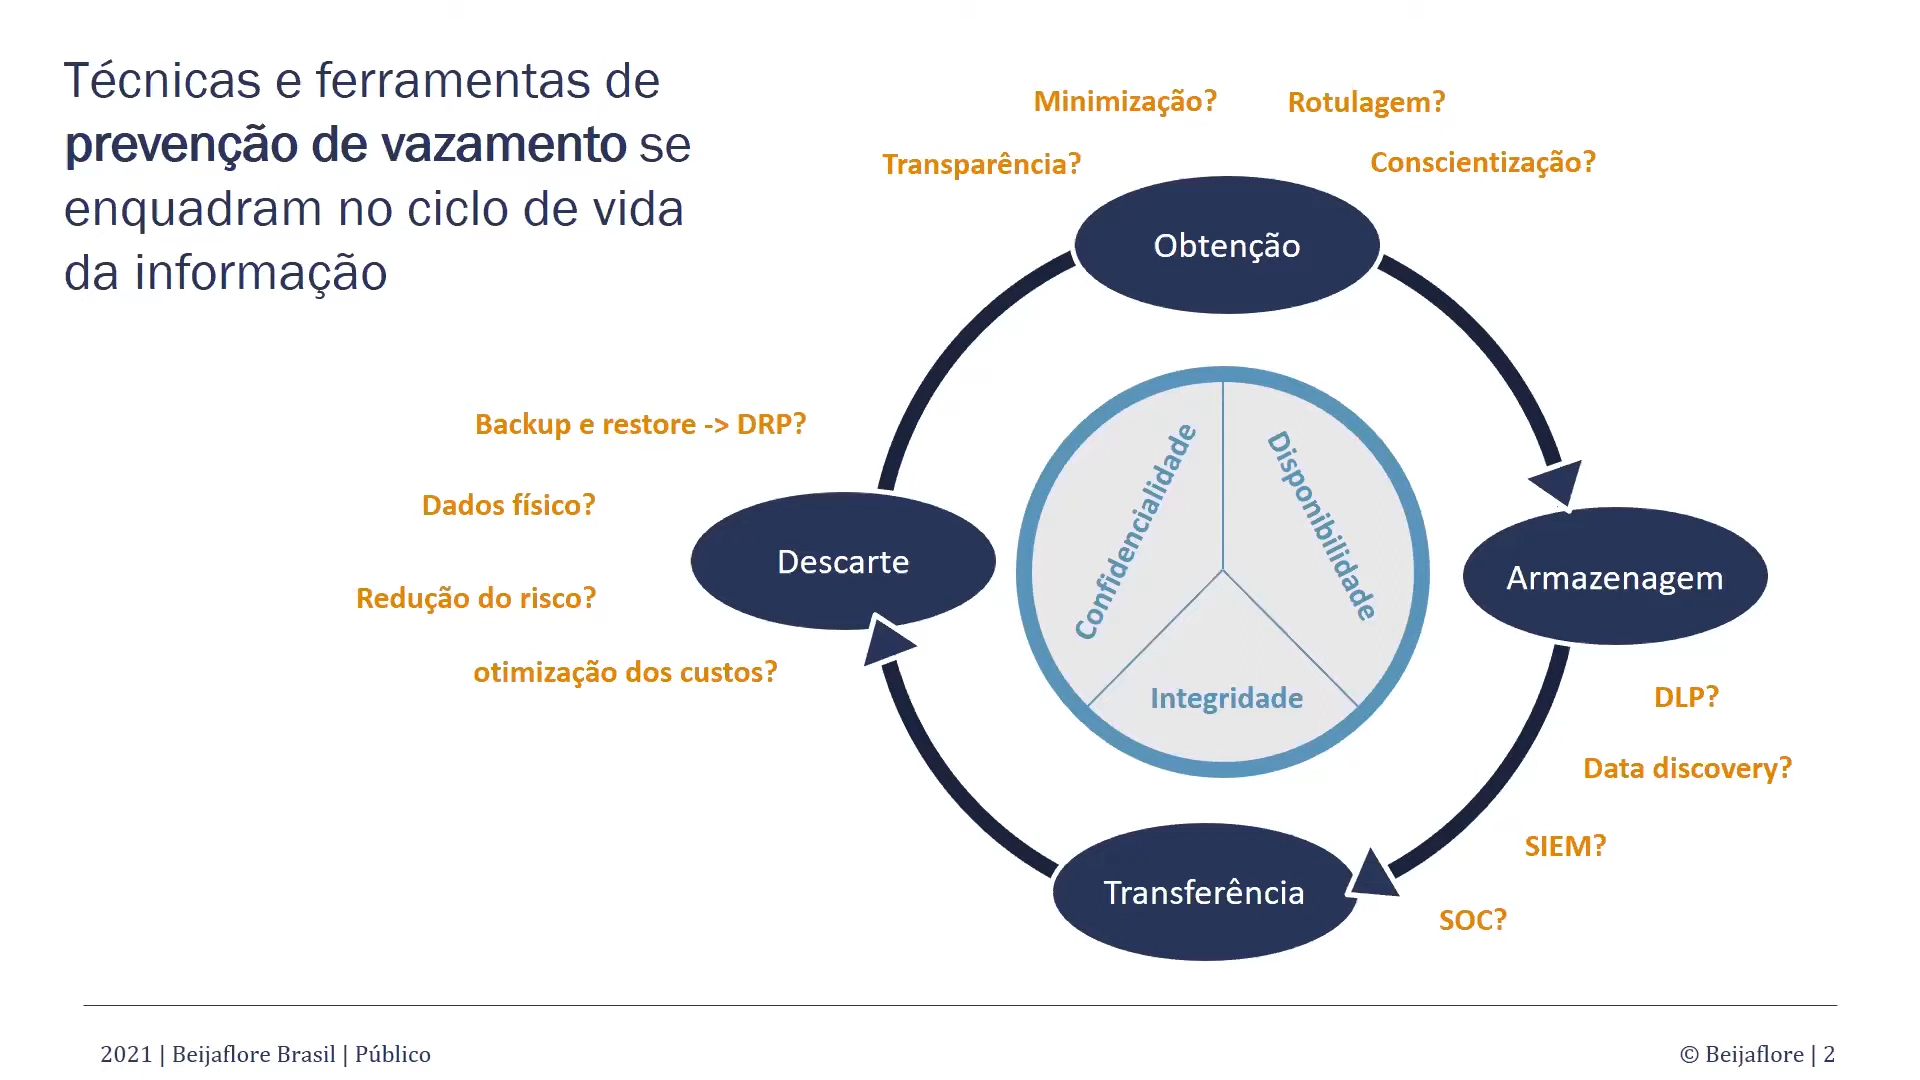 Técnicas e ferramentas de
prevenção de vazamento se
enquadram no ciclo de vida
da informação
Minimização?
Rotulagem?
Transparência?
Conscientização?
Obtenção
Backup e restore -> DRP?
Dados físico?
Descarte
Redução do risco?
otimização dos custos?
Confidencialidade
Disponibilidade
Integridade
Armazenagem
DLP?
Data discovery?
SIEM?
SOC?
Transferência
2021 | Beijaflore Brasil | Público
© Beijaflore | 2